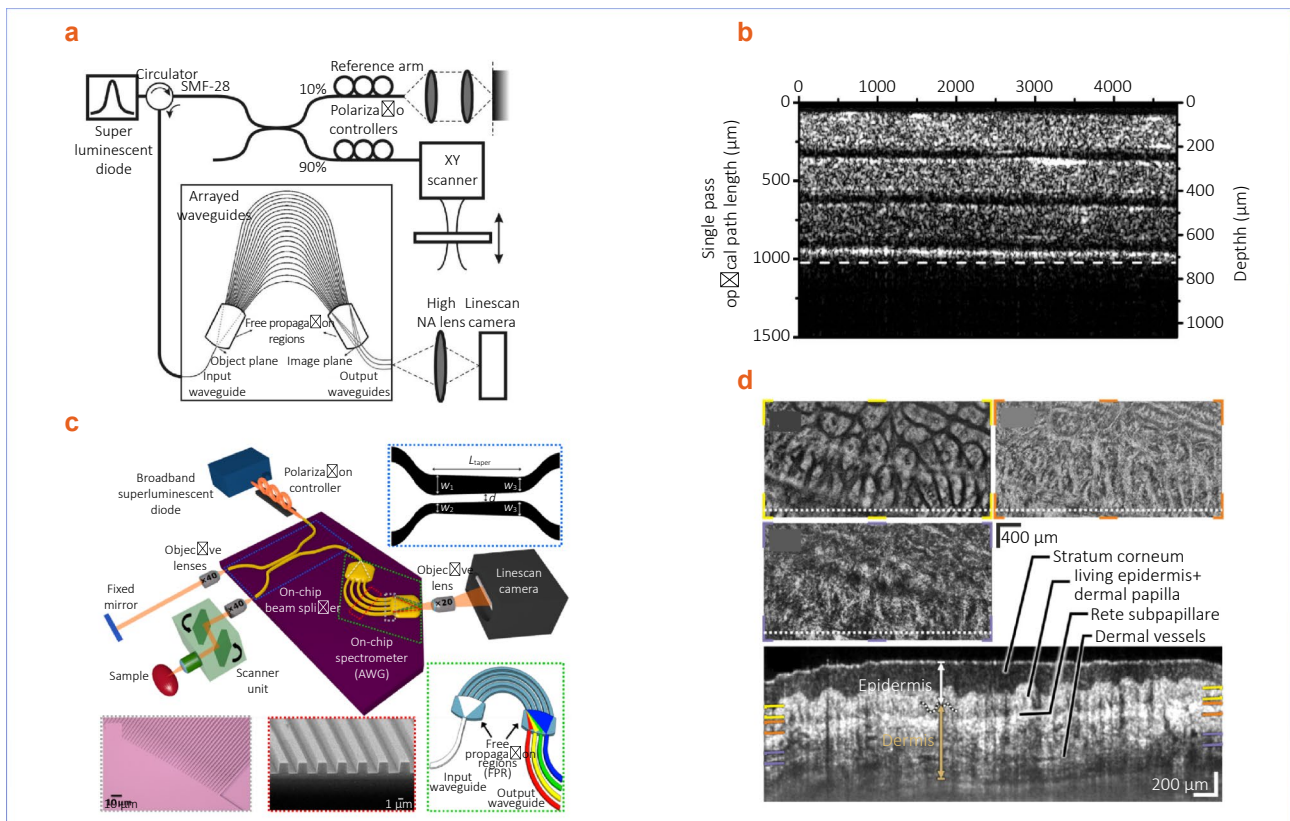 a
Circulator
SMF-28
Super
luminescent
diode
10%
Reference arm
Polariza☒o
controllers
90%
XY
scanner
Arrayed
waveguides
Free propaga☒on
regions
Object plane
Image plane
Input
waveguide
Output
waveguides
High
NA lens
Linescan
camera
b
0 1000 2000 3000 4000
0
500
1000
1500
Single pass
op☒cal path length (μm)
0
200
400
600
800
1000
Depthh (μm)
c
Broadband
superluminescent
diode
Polariza☒on
controller
Objec☒ve
lenses
×40
×40
Fixed
mirror
Sample
Scanner
unit
On-chip
beam spli☒er
On-chip
spectrometer
(AWG)
Objec☒ve
lens
×20
Linescan
camera
Ltaper
W1
W3
d
W2
W3
10 μm
1 μm
Free
propaga☒on
regions
(FPR)
Input
waveguide
Output
waveguide
d
400 μm
Stratum corneum
living epidermis+
dermal papilla
Rete subpapillare
Dermal vessels
Epidermis
Dermis
200 μm